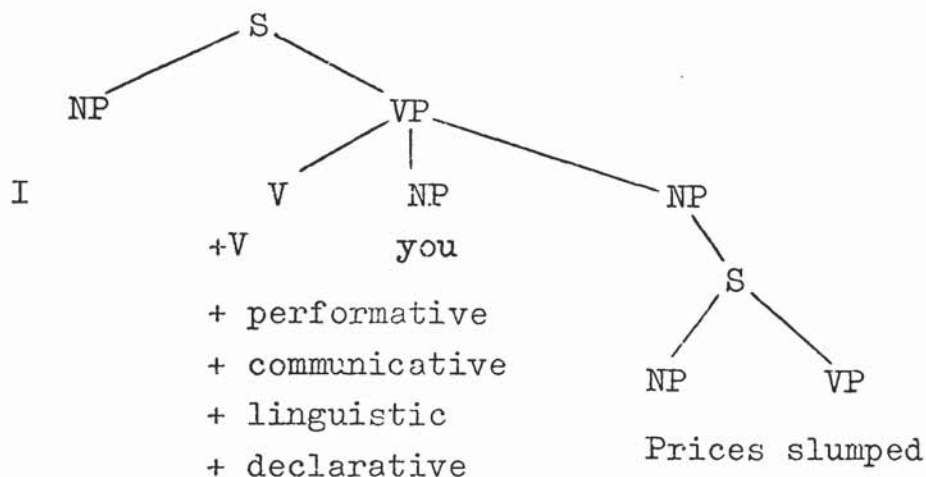 S
NP VP
I V NP NP
+V you
S
+ performative
+ communicative
NP VP
+ linguistic
Prices slumped
+ declarative